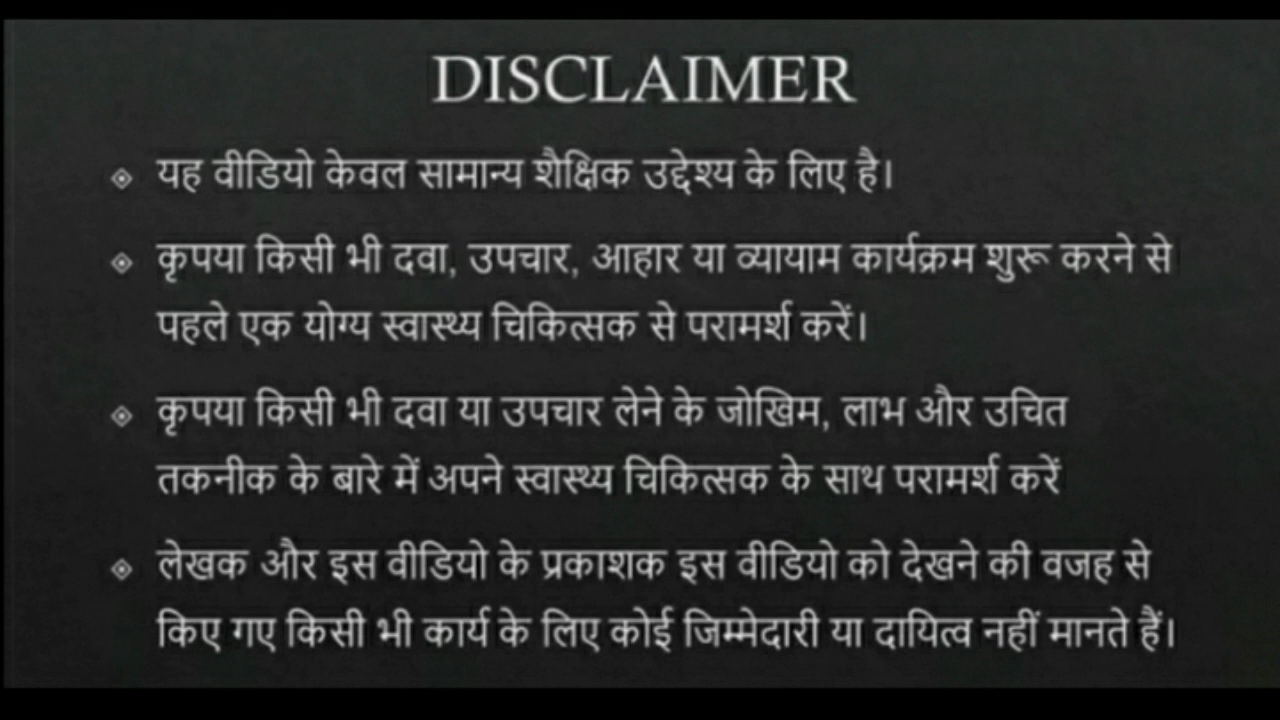 DISCLAIMER
यह वीडियो केवल सामान्य शैक्षिक उद्देश्य के लिए है।
कृपया किसी भी दवा, उपचार, आहार या व्यायाम कार्यक्रम शुरू करने से
पहले एक योग्य स्वास्थ्य चिकित्सक से परामर्श करें।
कृपया किसी भी दवा या उपचार लेने के जोखिम, लाभ और उचित
तकनीक के बारे में अपने स्वास्थ्य चिकित्सक के साथ परामर्श करें
लेखक और इस वीडियो के प्रकाशक इस वीडियो को देखने की वजह से
किए गए किसी भी कार्य के लिए कोई जिम्मेदारी या दायित्व नहीं मानते हैं।